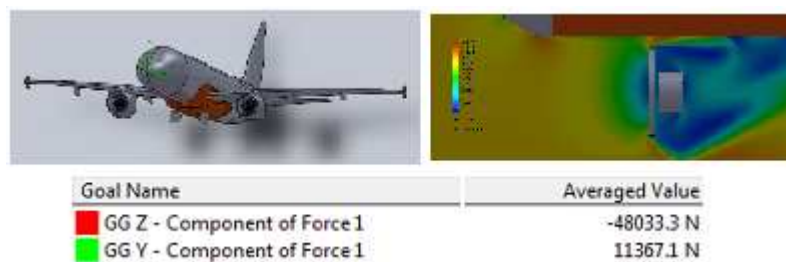 Goal Name Averaged Value
GG Z - Component of Force 1 -48033.3 N
GG Y - Component of Force 1 11367.1 N